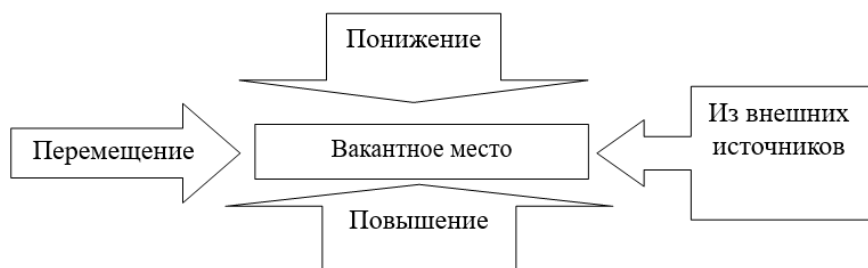 Понижение
Перемещение
Вакантное место
Из внешних
источников
Повышение